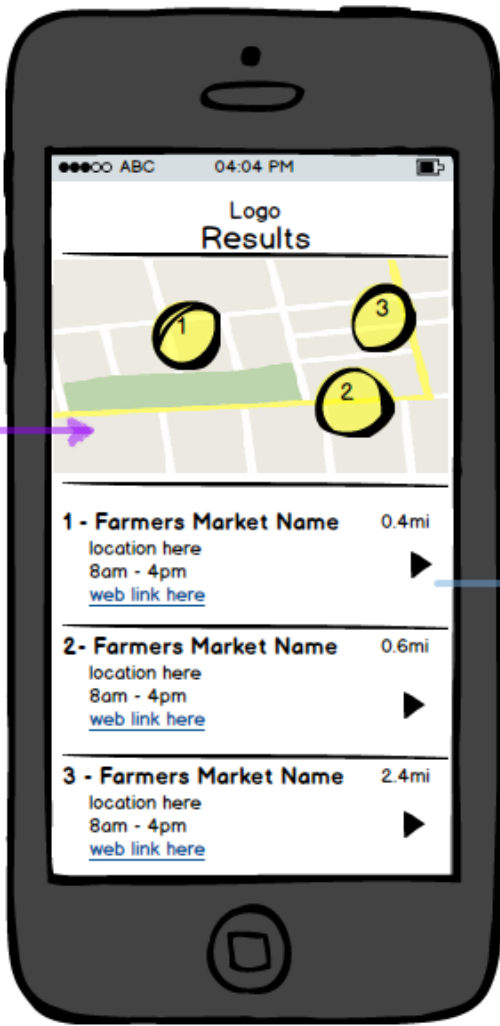 ABC 04:04 PM
Logo
Results
1
3
2
1 - Farmers Market Name 0.4mi
location here
8am - 4pm
web link here
2- Farmers Market Name 0.6mi
location here
8am - 4pm
web link here
3 - Farmers Market Name 2.4mi
location here
8am - 4pm
web link here